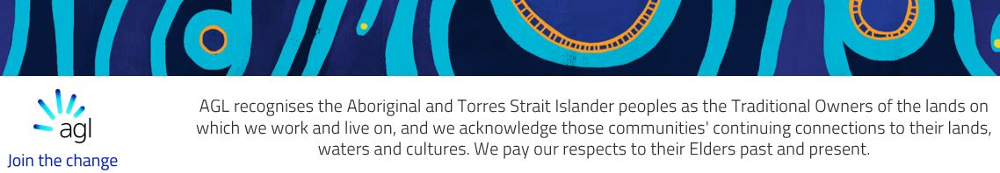 agl
Join the change
AGL recognises the Aboriginal and Torres Strait Islander peoples as the Traditional Owners of the lands on
which we work and live on, and we acknowledge those communities' continuing connections to their lands,
waters and cultures. We pay our respects to their Elders past and present.